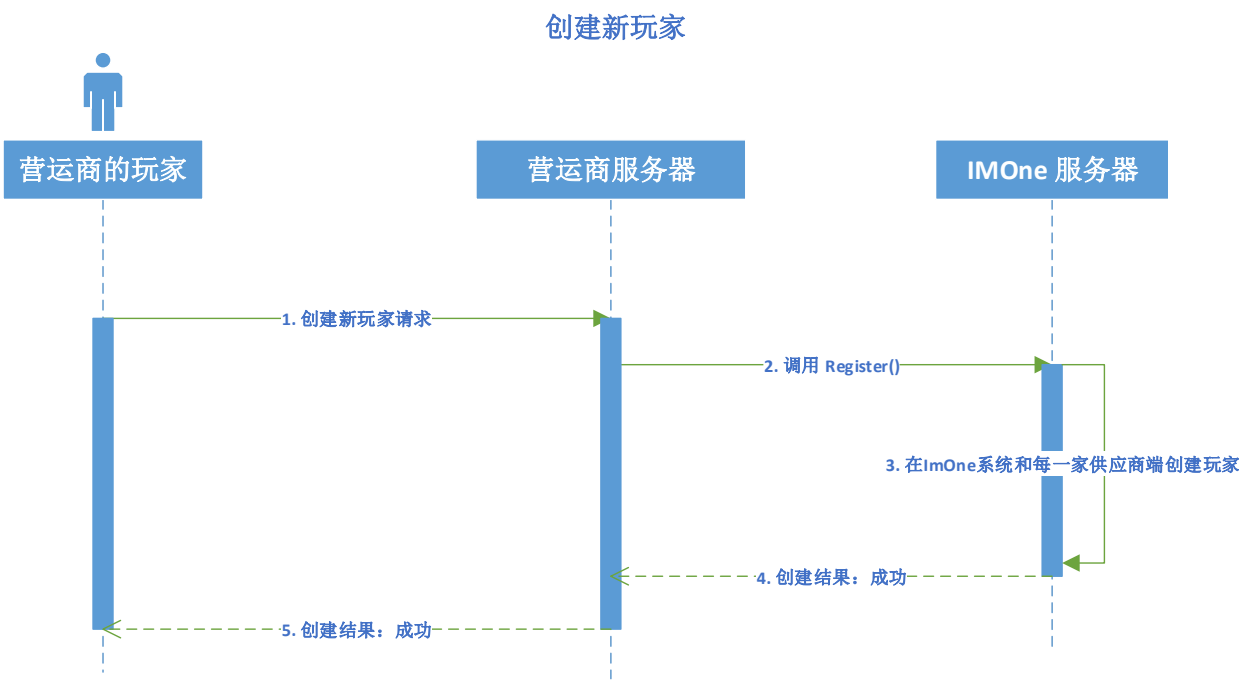 创建新玩家
营运商的玩家
营运商服务器
IMOne 服务器
1. 创建新玩家请求
2. 调用 Register()
3. 在ImOne系统和每一家供应商端创建玩家
4. 创建结果：成功
5. 创建结果：成功